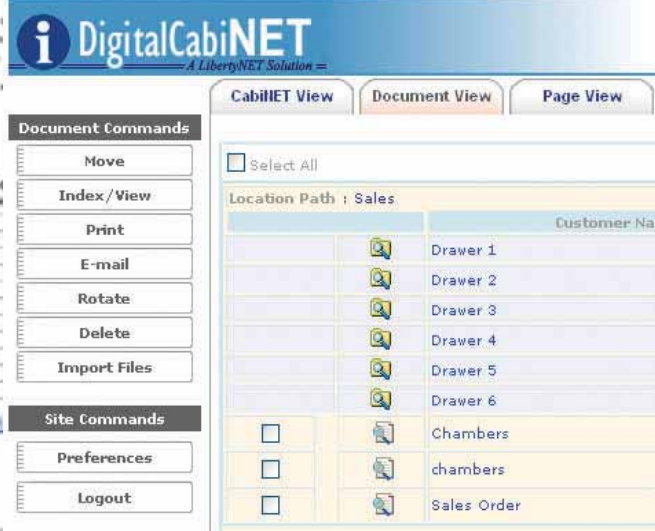 i DigitalCabiNET
A LibertyNET Solution
CabiNET View
Document View
Page View
Document Commands
Move
Index/View
Print
E-mail
Rotate
Delete
Import Files
Site Commands
Preferences
Logout
Select All
Location Path : Sales
Customer Na
Drawer 1
Drawer 2
Drawer 3
Drawer 4
Drawer 5
Drawer 6
Chambers
chambers
Sales Order